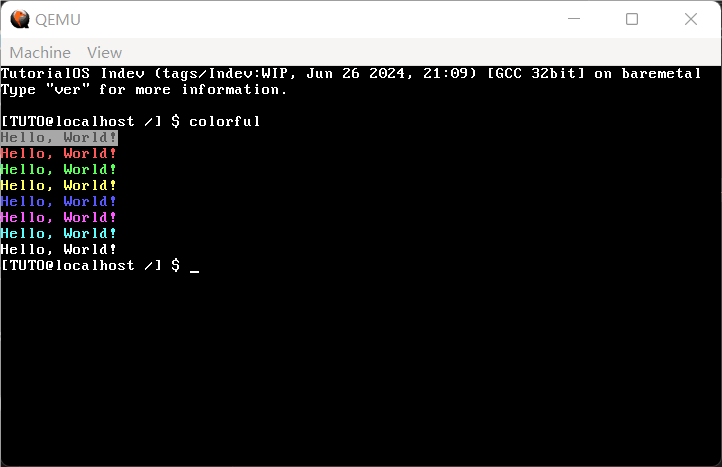 QEMU
Machine View
TutorialOS Indev (tags/Indev:WIP, Jun 26 2024, 21:09) [GCC 32bit] on baremetal
Type "ver" for more information.
[TUTO@localhost /] $ colorful
Hello, World!
Hello, World!
Hello, World!
Hello, World!
Hello, World!
Hello, World!
Hello, World!
Hello, World!
[TUTO@localhost /] $ _